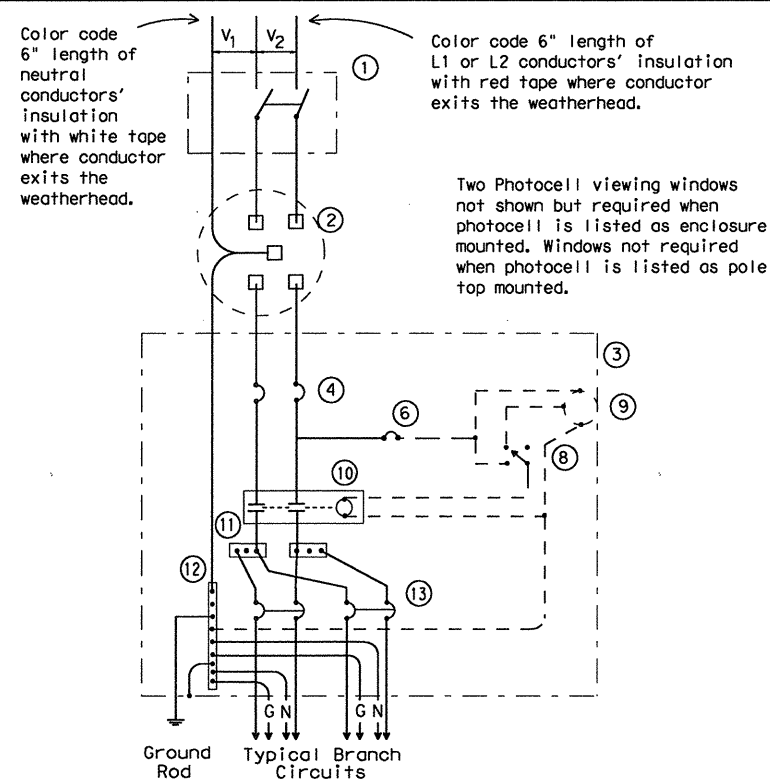 Color code
6" length of
neutral
conductors'
insulation
with white tape
where conductor
exits the
weatherhead.
V1
V2
Color code 6" length of
L1 or L2 conductors' insulation
with red tape where conductor
exits the weatherhead.
1
Two Photocell viewing windows
not shown but required when
photocell is listed as enclosure
mounted. Windows not required
when photocell is listed as pole
top mounted.
2
3
4
6
9
8
10
11
12
13
G N
G N
Ground
Rod
Typical Branch
Circuits